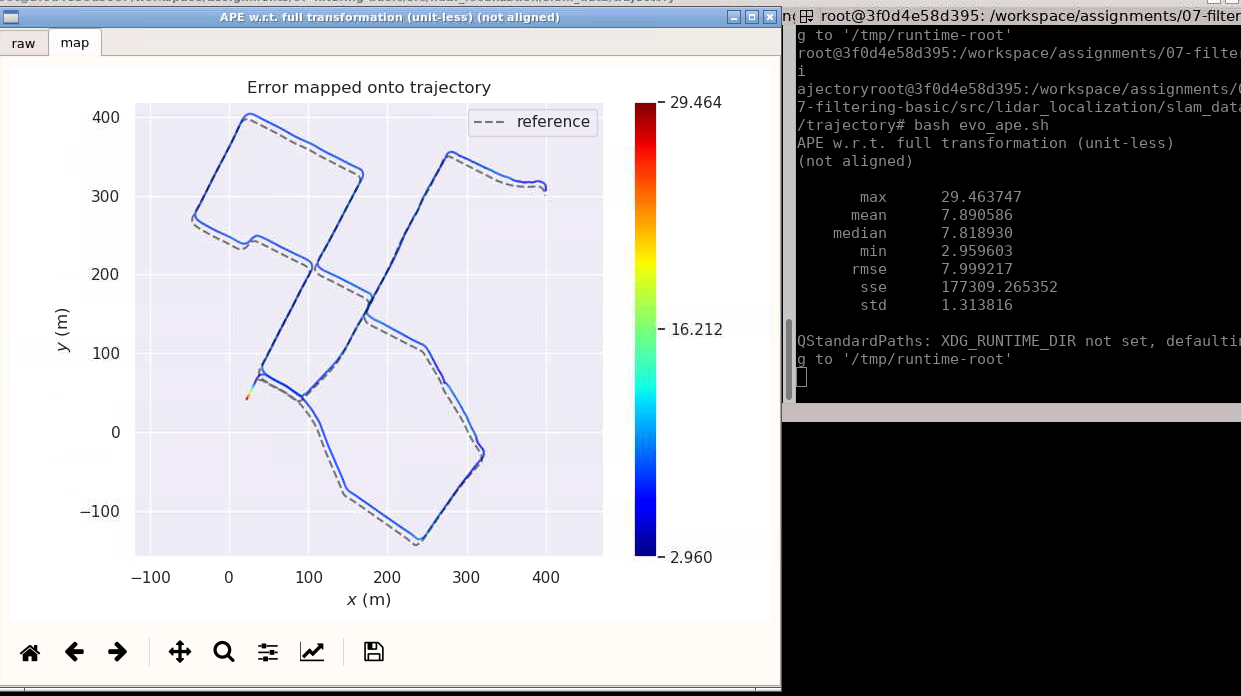 APE w.r.t. full transformation (unit-less) (not aligned)
raw
map
Error mapped onto trajectory
reference
400
300
200
100
0
−100
y (m)
−100
0
100
200
300
400
x (m)
29.464
16.212
2.960
root@3f0d4e58d395: /workspace/assignments/07-filter
g to '/tmp/runtime-root'
root@3f0d4e58d395:/workspace/assignments/07-filter
i
ajectoryroot@3f0d4e58d395:/workspace/assignments/0
7-filtering-basic/src/lidar_localization/slam_data
/trajectory# bash evo_ape.sh
APE w.r.t. full transformation (unit-less)
(not aligned)
max 29.463747
mean 7.890586
median 7.818930
min 2.959603
rmse 7.999217
sse 177309.265352
std 1.313816
QStandardPaths: XDG_RUNTIME_DIR not set, defaultin
g to '/tmp/runtime-root'